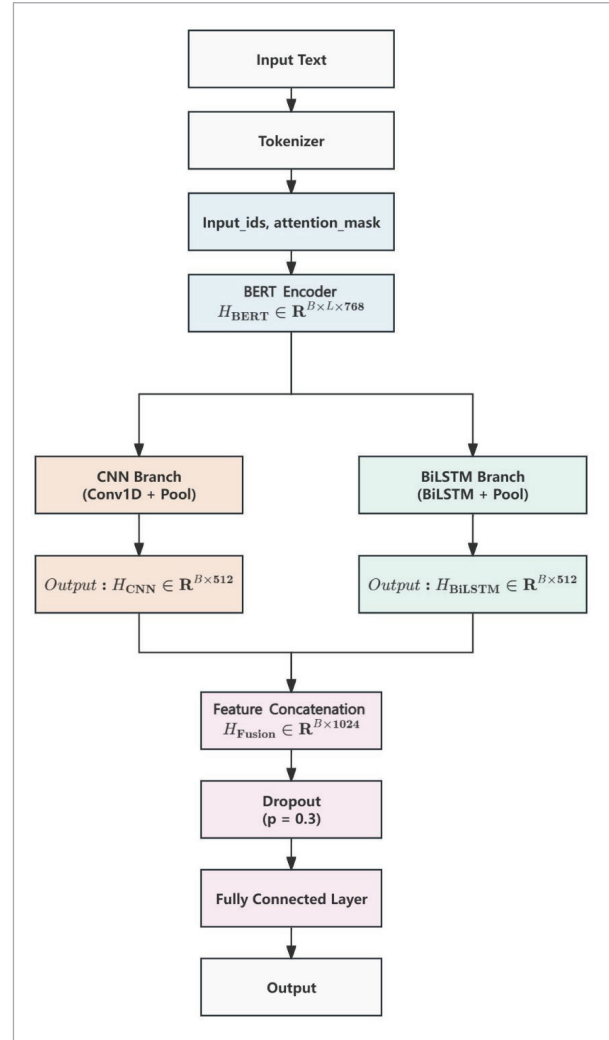 Input Text
Tokenizer
Input_ids, attention_mask
BERT Encoder
H_BERT ∈ R^{B×L×768}
CNN Branch
(Conv1D + Pool)
BiLSTM Branch
(BiLSTM + Pool)
Output : H_CNN ∈ R^{B×512}
Output : H_BiLSTM ∈ R^{B×512}
Feature Concatenation
H_Fusion ∈ R^{B×1024}
Dropout
(p = 0.3)
Fully Connected Layer
Output